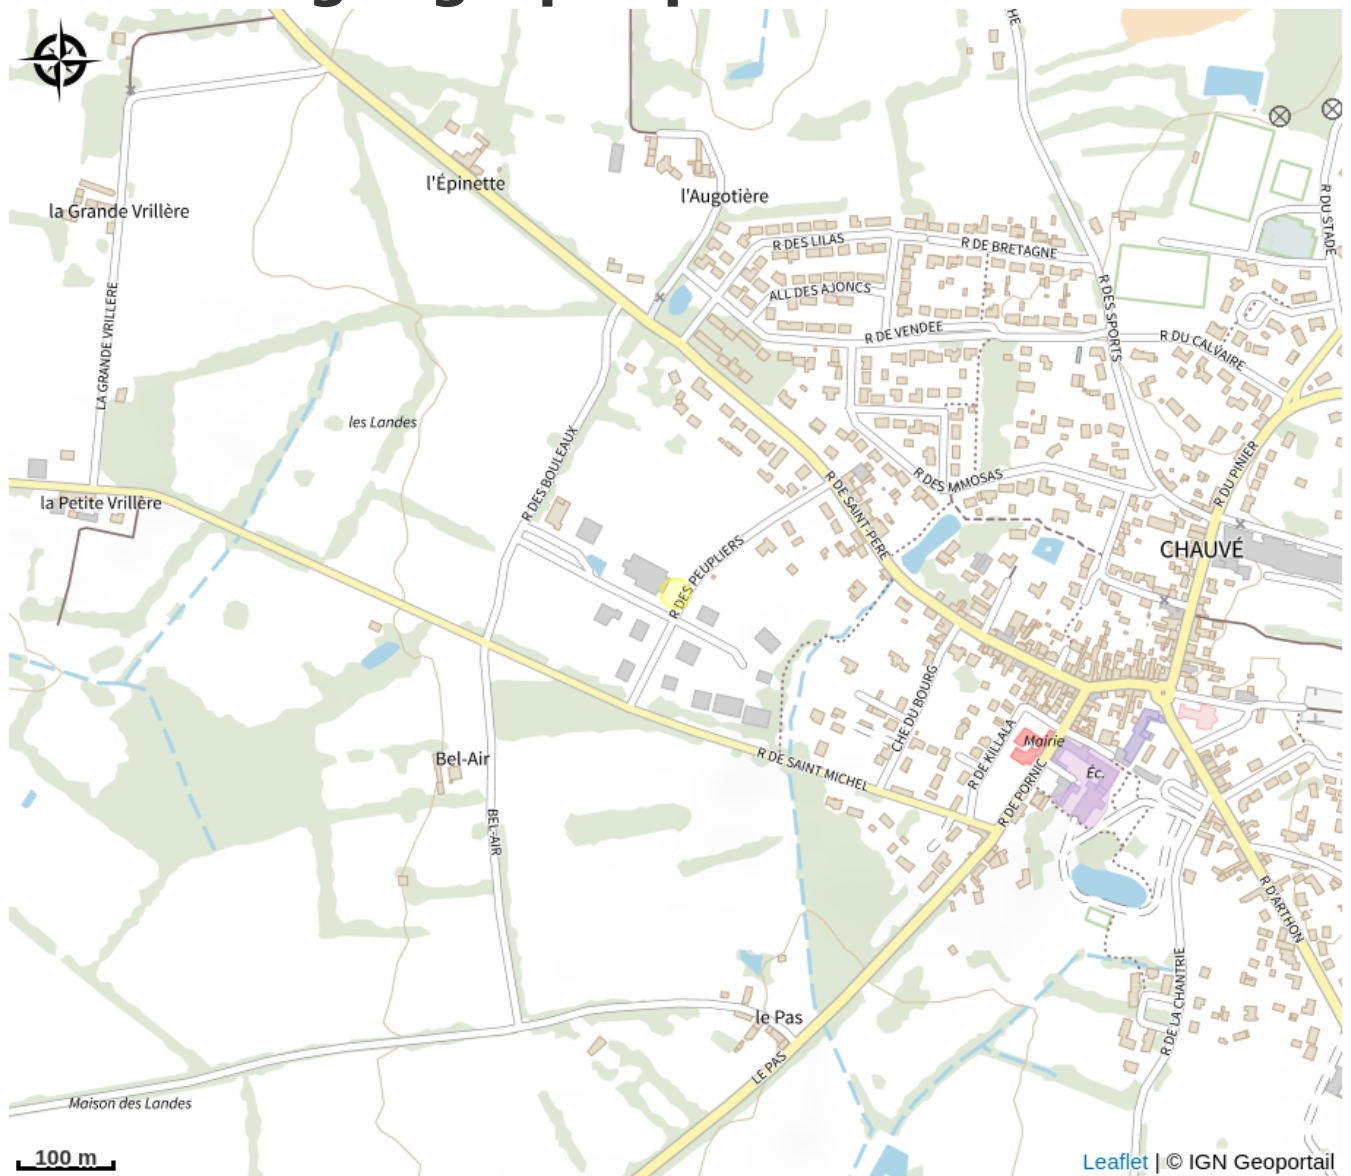 HE
l'Épinette
l'Augotière
la Grande Vrillère
R DU STADE
R DES LILAS
R DE BRETAGNE
ALL DES AJONCS
R DES SPORTS
R DE VENDEE
R DU CALVAIRE
LA GRANDE VRILLERE
les Landes
R DES BOULEAUX
R DES MIMOSAS
R DU PINIER
la Petite Vrillère
R DE SAINT-PERE
CHAUVÉ
R DES PEUPLIERS
CHE DU BOURG
R DE KILLALA
Mairie
Éc.
R DE PORNIC
Bel-Air
R DE SAINT MICHEL
BEL-AIR
R D'ARTHON
R DE LA CHANTRIE
le Pas
LE PAS
Maison des Landes
100 m
Leaflet | © IGN Geoportail